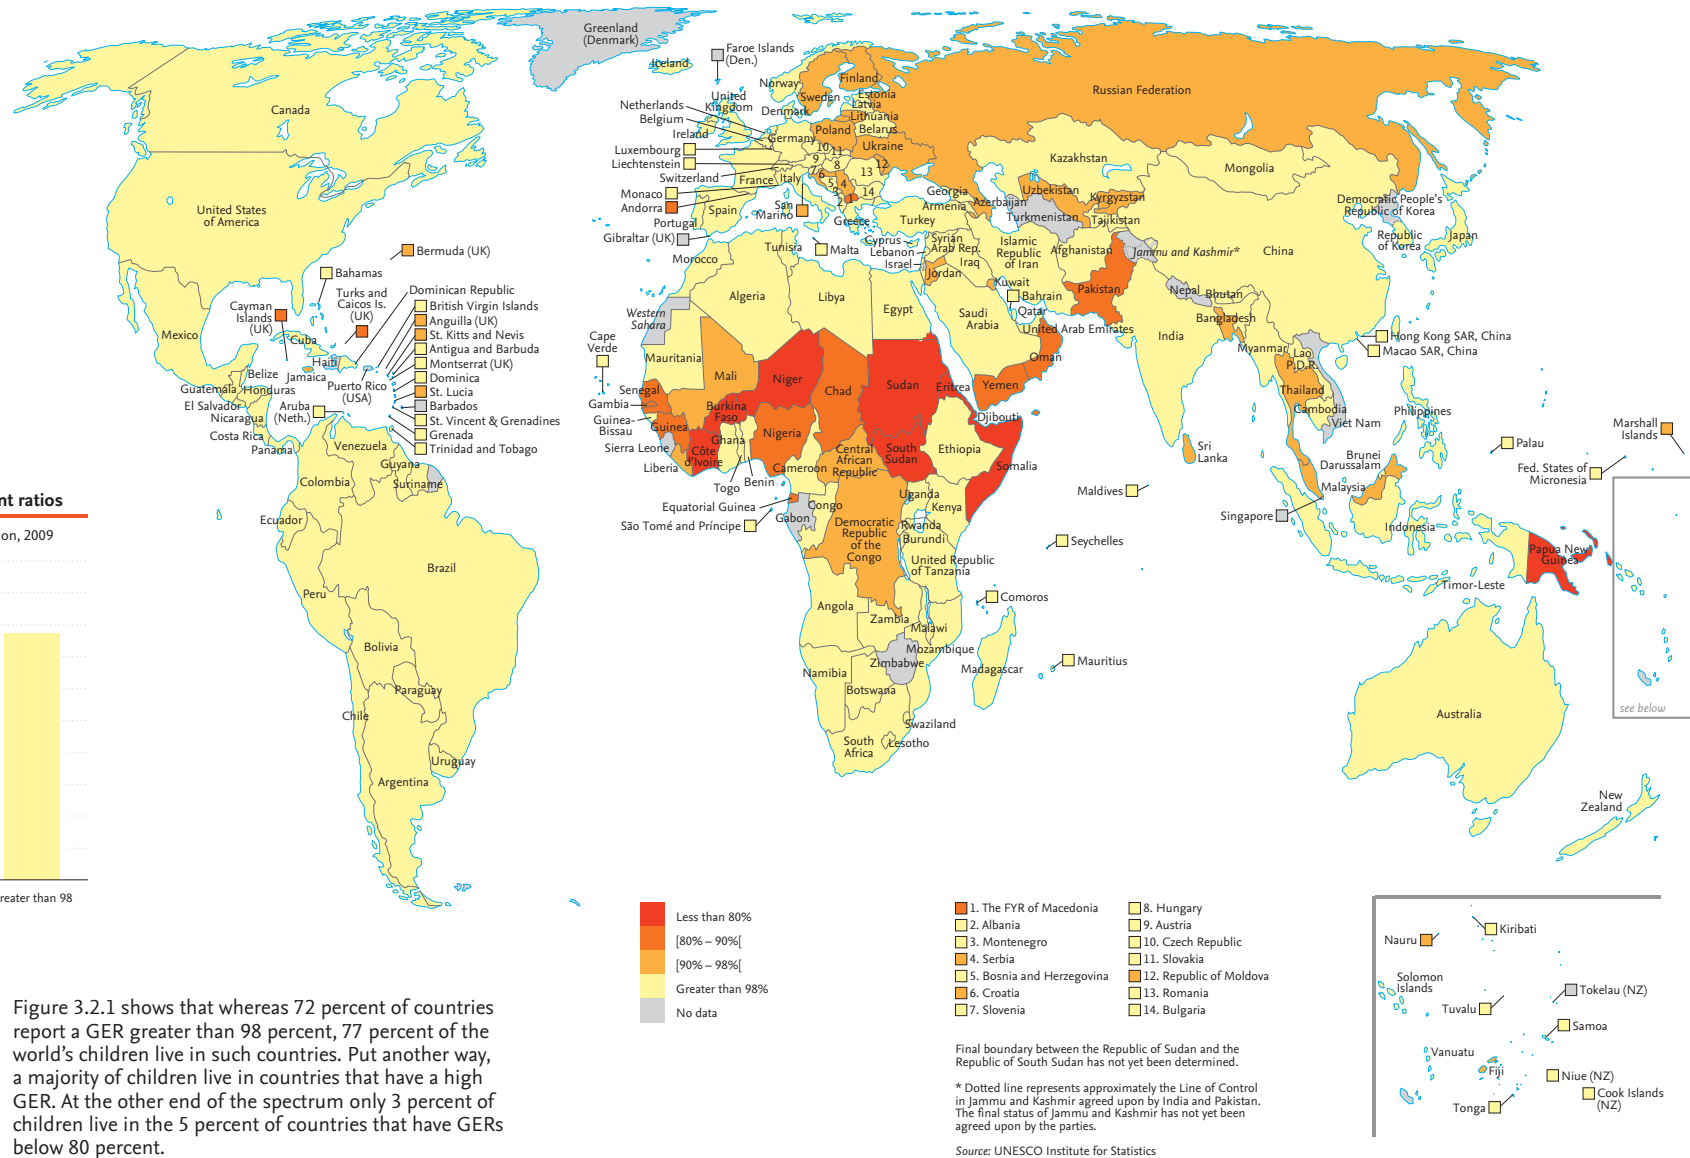 Greenland
(Denmark)
Faroe Islands
(Den.)
Iceland
Norway
Finland
Sweden
Estonia
Latvia
Lithuania
Belarus
United
Kingdom
Denmark
Netherlands
Belgium
Ireland
Germany
Poland
Ukraine
Luxembourg
Liechtenstein
Switzerland
France
Italy
Monaco
Andorra
San
Marino
Spain
Portugal
Gibraltar (UK)
Greece
1
2
3
4
5
6
7
8
9
10
11
12
13
14
Russian Federation
Canada
United States
of America
Kazakhstan
Mongolia
Georgia
Armenia
Azerbaijan
Turkey
Uzbekistan
Turkmenistan
Kyrgyzstan
Tajikistan
Democratic People's
Republic of Korea
Republic
of Korea
Japan
China
Jammu and Kashmir*
Afghanistan
Islamic
Republic
of Iran
Syrian
Arab Rep.
Iraq
Cyprus
Lebanon
Israel
Jordan
Kuwait
Bahrain
Qatar
United Arab Emirates
Saudi
Arabia
Oman
Yemen
Pakistan
Nepal
Bhutan
Bangladesh
India
Myanmar
Lao
P.D.R.
Thailand
Cambodia
Viet Nam
Hong Kong SAR, China
Macao SAR, China
Philippines
Sri
Lanka
Maldives
Brunei
Darussalam
Malaysia
Singapore
Indonesia
Timor-Leste
Papua New
Guinea
Palau
Fed. States of
Micronesia
Marshall
Islands
Australia
New
Zealand
see below
Bermuda (UK)
Bahamas
Turks and
Caicos Is.
(UK)
Cayman
Islands
(UK)
Cuba
Haiti
Jamaica
Mexico
Belize
Guatemala
Honduras
El Salvador
Nicaragua
Costa Rica
Panama
Aruba
(Neth.)
Puerto Rico
(USA)
Dominican Republic
British Virgin Islands
Anguilla (UK)
St. Kitts and Nevis
Antigua and Barbuda
Montserrat (UK)
Dominica
St. Lucia
Barbados
St. Vincent & Grenadines
Grenada
Trinidad and Tobago
Venezuela
Guyana
Suriname
Colombia
Ecuador
Brazil
Peru
Bolivia
Paraguay
Chile
Argentina
Uruguay
Morocco
Tunisia
Malta
Algeria
Libya
Egypt
Western
Sahara
Cape
Verde
Mauritania
Mali
Niger
Chad
Sudan
Eritrea
Djibouti
Senegal
Gambia
Guinea-
Bissau
Guinea
Sierra Leone
Liberia
Côte
d'Ivoire
Burkina
Faso
Ghana
Togo
Benin
Nigeria
Cameroon
Central
African
Republic
South
Sudan
Ethiopia
Somalia
Equatorial Guinea
São Tomé and Príncipe
Gabon
Congo
Democratic
Republic
of the
Congo
Uganda
Kenya
Rwanda
Burundi
United Republic
of Tanzania
Seychelles
Comoros
Mauritius
Angola
Zambia
Malawi
Mozambique
Zimbabwe
Madagascar
Namibia
Botswana
Swaziland
Lesotho
South
Africa
nt ratios
on, 2009
reater than 98
Less than 80%
[80% – 90%[
[90% – 98%[
Greater than 98%
No data
1. The FYR of Macedonia
2. Albania
3. Montenegro
4. Serbia
5. Bosnia and Herzegovina
6. Croatia
7. Slovenia
8. Hungary
9. Austria
10. Czech Republic
11. Slovakia
12. Republic of Moldova
13. Romania
14. Bulgaria
Final boundary between the Republic of Sudan and the
Republic of South Sudan has not yet been determined.
* Dotted line represents approximately the Line of Control
in Jammu and Kashmir agreed upon by India and Pakistan.
The final status of Jammu and Kashmir has not yet been
agreed upon by the parties.
Source: UNESCO Institute for Statistics
Kiribati
Nauru
Solomon
Islands
Tokelau (NZ)
Tuvalu
Samoa
Vanuatu
Fiji
Niue (NZ)
Cook Islands
(NZ)
Tonga
Figure 3.2.1 shows that whereas 72 percent of countries
report a GER greater than 98 percent, 77 percent of the
world's children live in such countries. Put another way,
a majority of children live in countries that have a high
GER. At the other end of the spectrum only 3 percent of
children live in the 5 percent of countries that have GERs
below 80 percent.